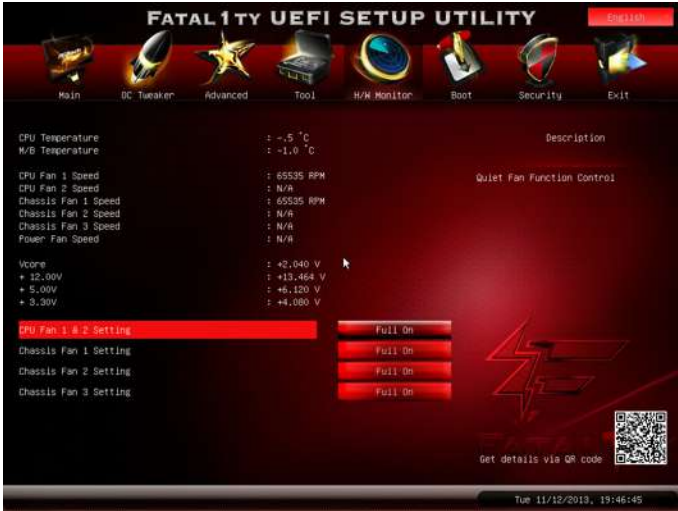 FATAL1TY UEFI SETUP UTILITY
English
Main OC Tweaker Advanced Tool H/W Monitor Boot Security Exit
CPU Temperature : -.5 °C
M/B Temperature : -1.0 °C
Description
CPU Fan 1 Speed : 65535 RPM
Quiet Fan Function Control
CPU Fan 2 Speed : N/A
Chassis Fan 1 Speed : 65535 RPM
Chassis Fan 2 Speed : N/A
Chassis Fan 3 Speed : N/A
Power Fan Speed : N/A
Vcore : +2.040 V
+ 12.00V : +13.464 V
+ 5.00V : +6.120 V
+ 3.30V : +4.080 V
CPU Fan 1 & 2 Setting Full On
Chassis Fan 1 Setting Full On
Chassis Fan 2 Setting Full On
Chassis Fan 3 Setting Full On
Get details via QR code
Tue 11/12/2013, 19:46:45